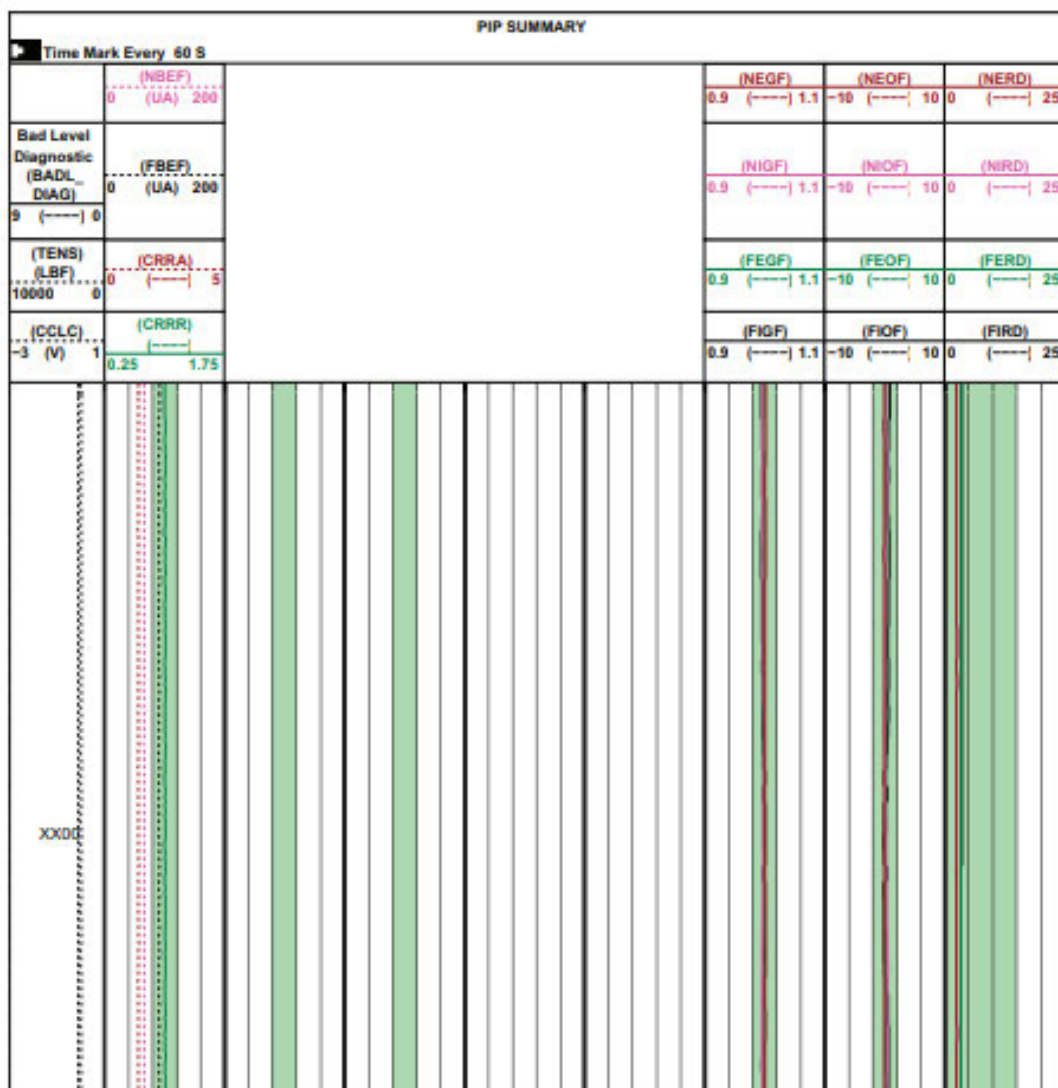 PIP SUMMARY
Time Mark Every 60 S
(NBEF)
0 (UA) 200
(NEGF)
0.9 (----) 1.1
(NEOF)
-10 (----) 10
(NERD)
0 (----) 25
Bad Level
Diagnostic
(BADL_
DIAG)
9 (----) 0
(FBEF)
0 (UA) 200
(NIGF)
0.9 (----) 1.1
(NIOF)
-10 (----) 10
(NIRD)
0 (----) 25
(TENS)
(LBF)
10000 0
(CRRA)
0 (----) 5
(FEGF)
0.9 (----) 1.1
(FEOF)
-10 (----) 10
(FERD)
0 (----) 25
(CCLC)
-3 (V) 1
(CRRR)
(----)
0.25 1.75
(FIGF)
0.9 (----) 1.1
(FIOF)
-10 (----) 10
(FIRD)
0 (----) 25
XX00